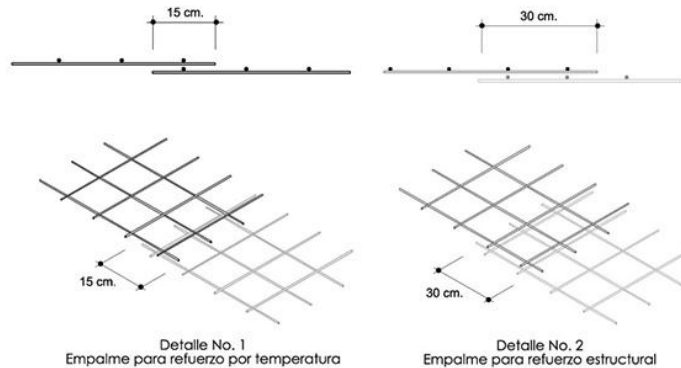 15 cm.
30 cm.
15 cm.
30 cm.
Detalle No. 1
Empalme para refuerzo por temperatura
Detalle No. 2
Empalme para refuerzo estructural